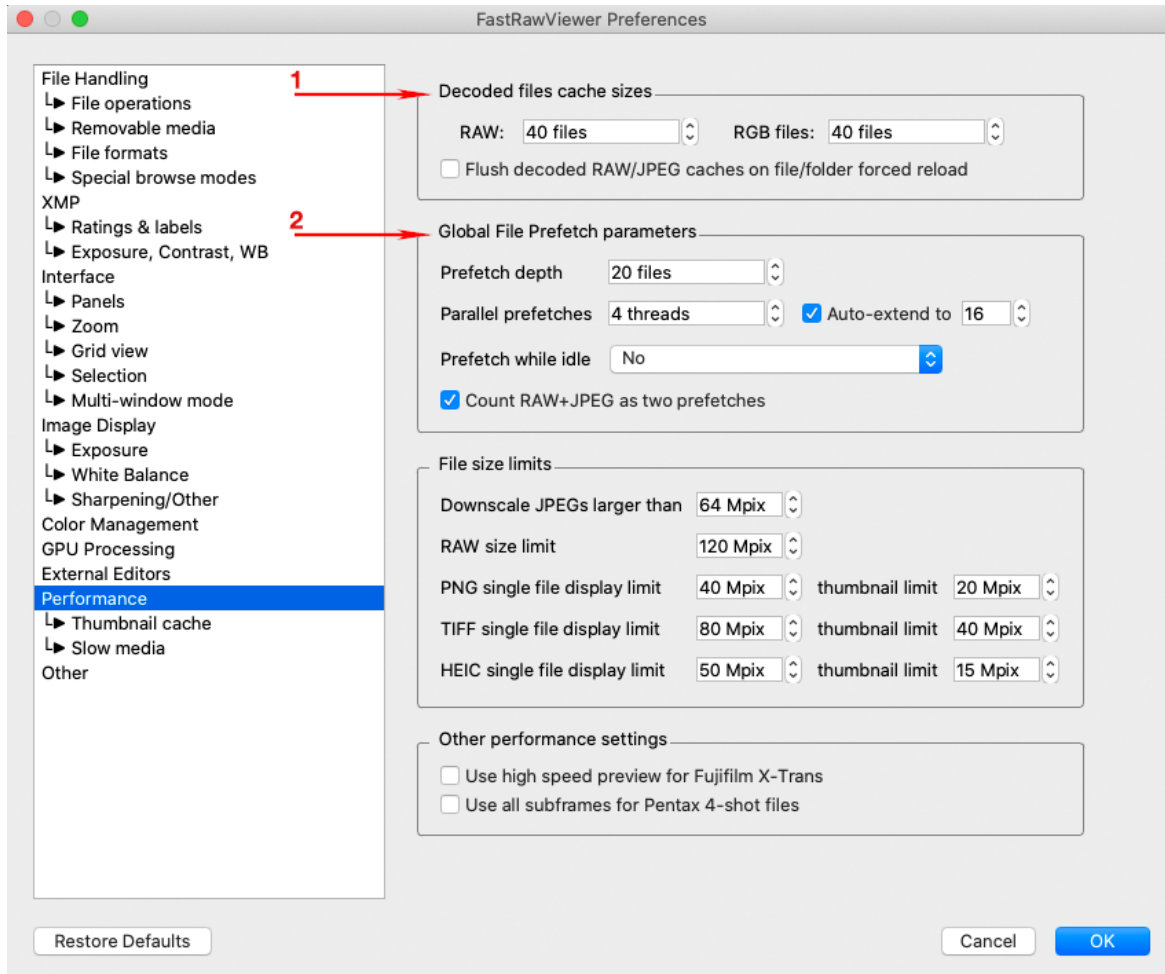 FastRawViewer Preferences
File Handling
File operations
Removable media
File formats
Special browse modes
XMP
Ratings & labels
Exposure, Contrast, WB
Interface
Panels
Zoom
Grid view
Selection
Multi-window mode
Image Display
Exposure
White Balance
Sharpening/Other
Color Management
GPU Processing
External Editors
Performance
Thumbnail cache
Slow media
Other
1
Decoded files cache sizes
RAW: 40 files RGB files: 40 files
Flush decoded RAW/JPEG caches on file/folder forced reload
2
Global File Prefetch parameters
Prefetch depth 20 files
Parallel prefetches 4 threads Auto-extend to 16
Prefetch while idle No
Count RAW+JPEG as two prefetches
File size limits
Downscale JPEGs larger than 64 Mpix
RAW size limit 120 Mpix
PNG single file display limit 40 Mpix thumbnail limit 20 Mpix
TIFF single file display limit 80 Mpix thumbnail limit 40 Mpix
HEIC single file display limit 50 Mpix thumbnail limit 15 Mpix
Other performance settings
Use high speed preview for Fujifilm X-Trans
Use all subframes for Pentax 4-shot files
Restore Defaults Cancel OK